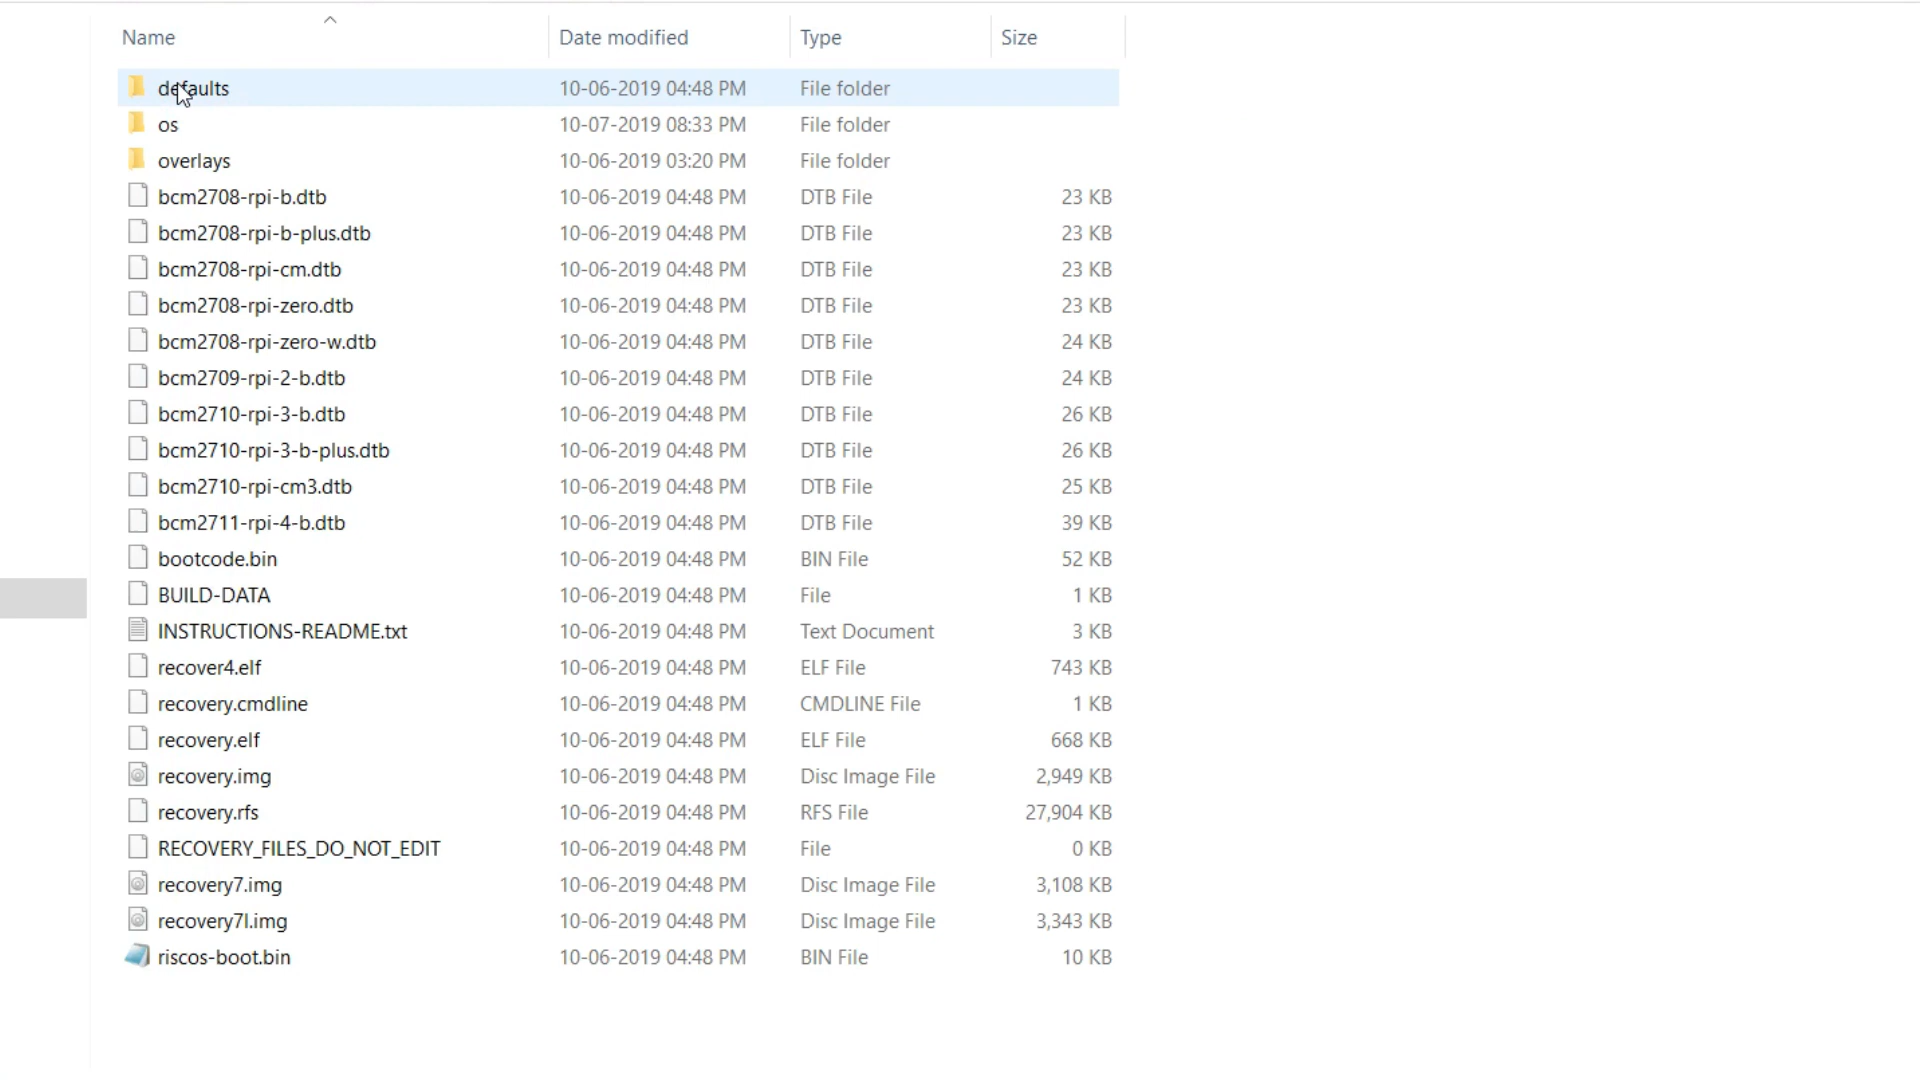 Name Date modified Type Size
defaults 10-06-2019 04:48 PM File folder
os 10-07-2019 08:33 PM File folder
overlays 10-06-2019 03:20 PM File folder
bcm2708-rpi-b.dtb 10-06-2019 04:48 PM DTB File 23 KB
bcm2708-rpi-b-plus.dtb 10-06-2019 04:48 PM DTB File 23 KB
bcm2708-rpi-cm.dtb 10-06-2019 04:48 PM DTB File 23 KB
bcm2708-rpi-zero.dtb 10-06-2019 04:48 PM DTB File 23 KB
bcm2708-rpi-zero-w.dtb 10-06-2019 04:48 PM DTB File 24 KB
bcm2709-rpi-2-b.dtb 10-06-2019 04:48 PM DTB File 24 KB
bcm2710-rpi-3-b.dtb 10-06-2019 04:48 PM DTB File 26 KB
bcm2710-rpi-3-b-plus.dtb 10-06-2019 04:48 PM DTB File 26 KB
bcm2710-rpi-cm3.dtb 10-06-2019 04:48 PM DTB File 25 KB
bcm2711-rpi-4-b.dtb 10-06-2019 04:48 PM DTB File 39 KB
bootcode.bin 10-06-2019 04:48 PM BIN File 52 KB
BUILD-DATA 10-06-2019 04:48 PM File 1 KB
INSTRUCTIONS-README.txt 10-06-2019 04:48 PM Text Document 3 KB
recover4.elf 10-06-2019 04:48 PM ELF File 743 KB
recovery.cmdline 10-06-2019 04:48 PM CMDLINE File 1 KB
recovery.elf 10-06-2019 04:48 PM ELF File 668 KB
recovery.img 10-06-2019 04:48 PM Disc Image File 2,949 KB
recovery.rfs 10-06-2019 04:48 PM RFS File 27,904 KB
RECOVERY_FILES_DO_NOT_EDIT 10-06-2019 04:48 PM File 0 KB
recovery7.img 10-06-2019 04:48 PM Disc Image File 3,108 KB
recovery7l.img 10-06-2019 04:48 PM Disc Image File 3,343 KB
riscos-boot.bin 10-06-2019 04:48 PM BIN File 10 KB